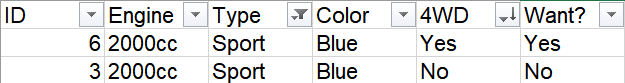 ID Engine Type Color 4WD Want?
6 2000cc Sport Blue Yes Yes
3 2000cc Sport Blue No No